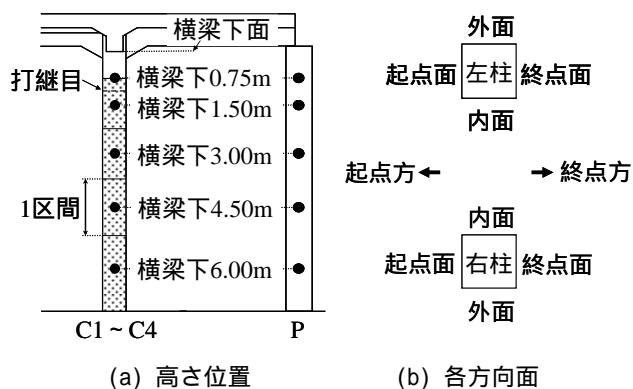 横梁下面
打継目
横梁下0.75m
横梁下1.50m
横梁下3.00m
1区間
横梁下4.50m
横梁下6.00m
C1～C4
P
(a) 高さ位置
外面
起点面 左柱 終点面
内面
起点方← → 終点方
内面
起点面 右柱 終点面
外面
(b) 各方向面